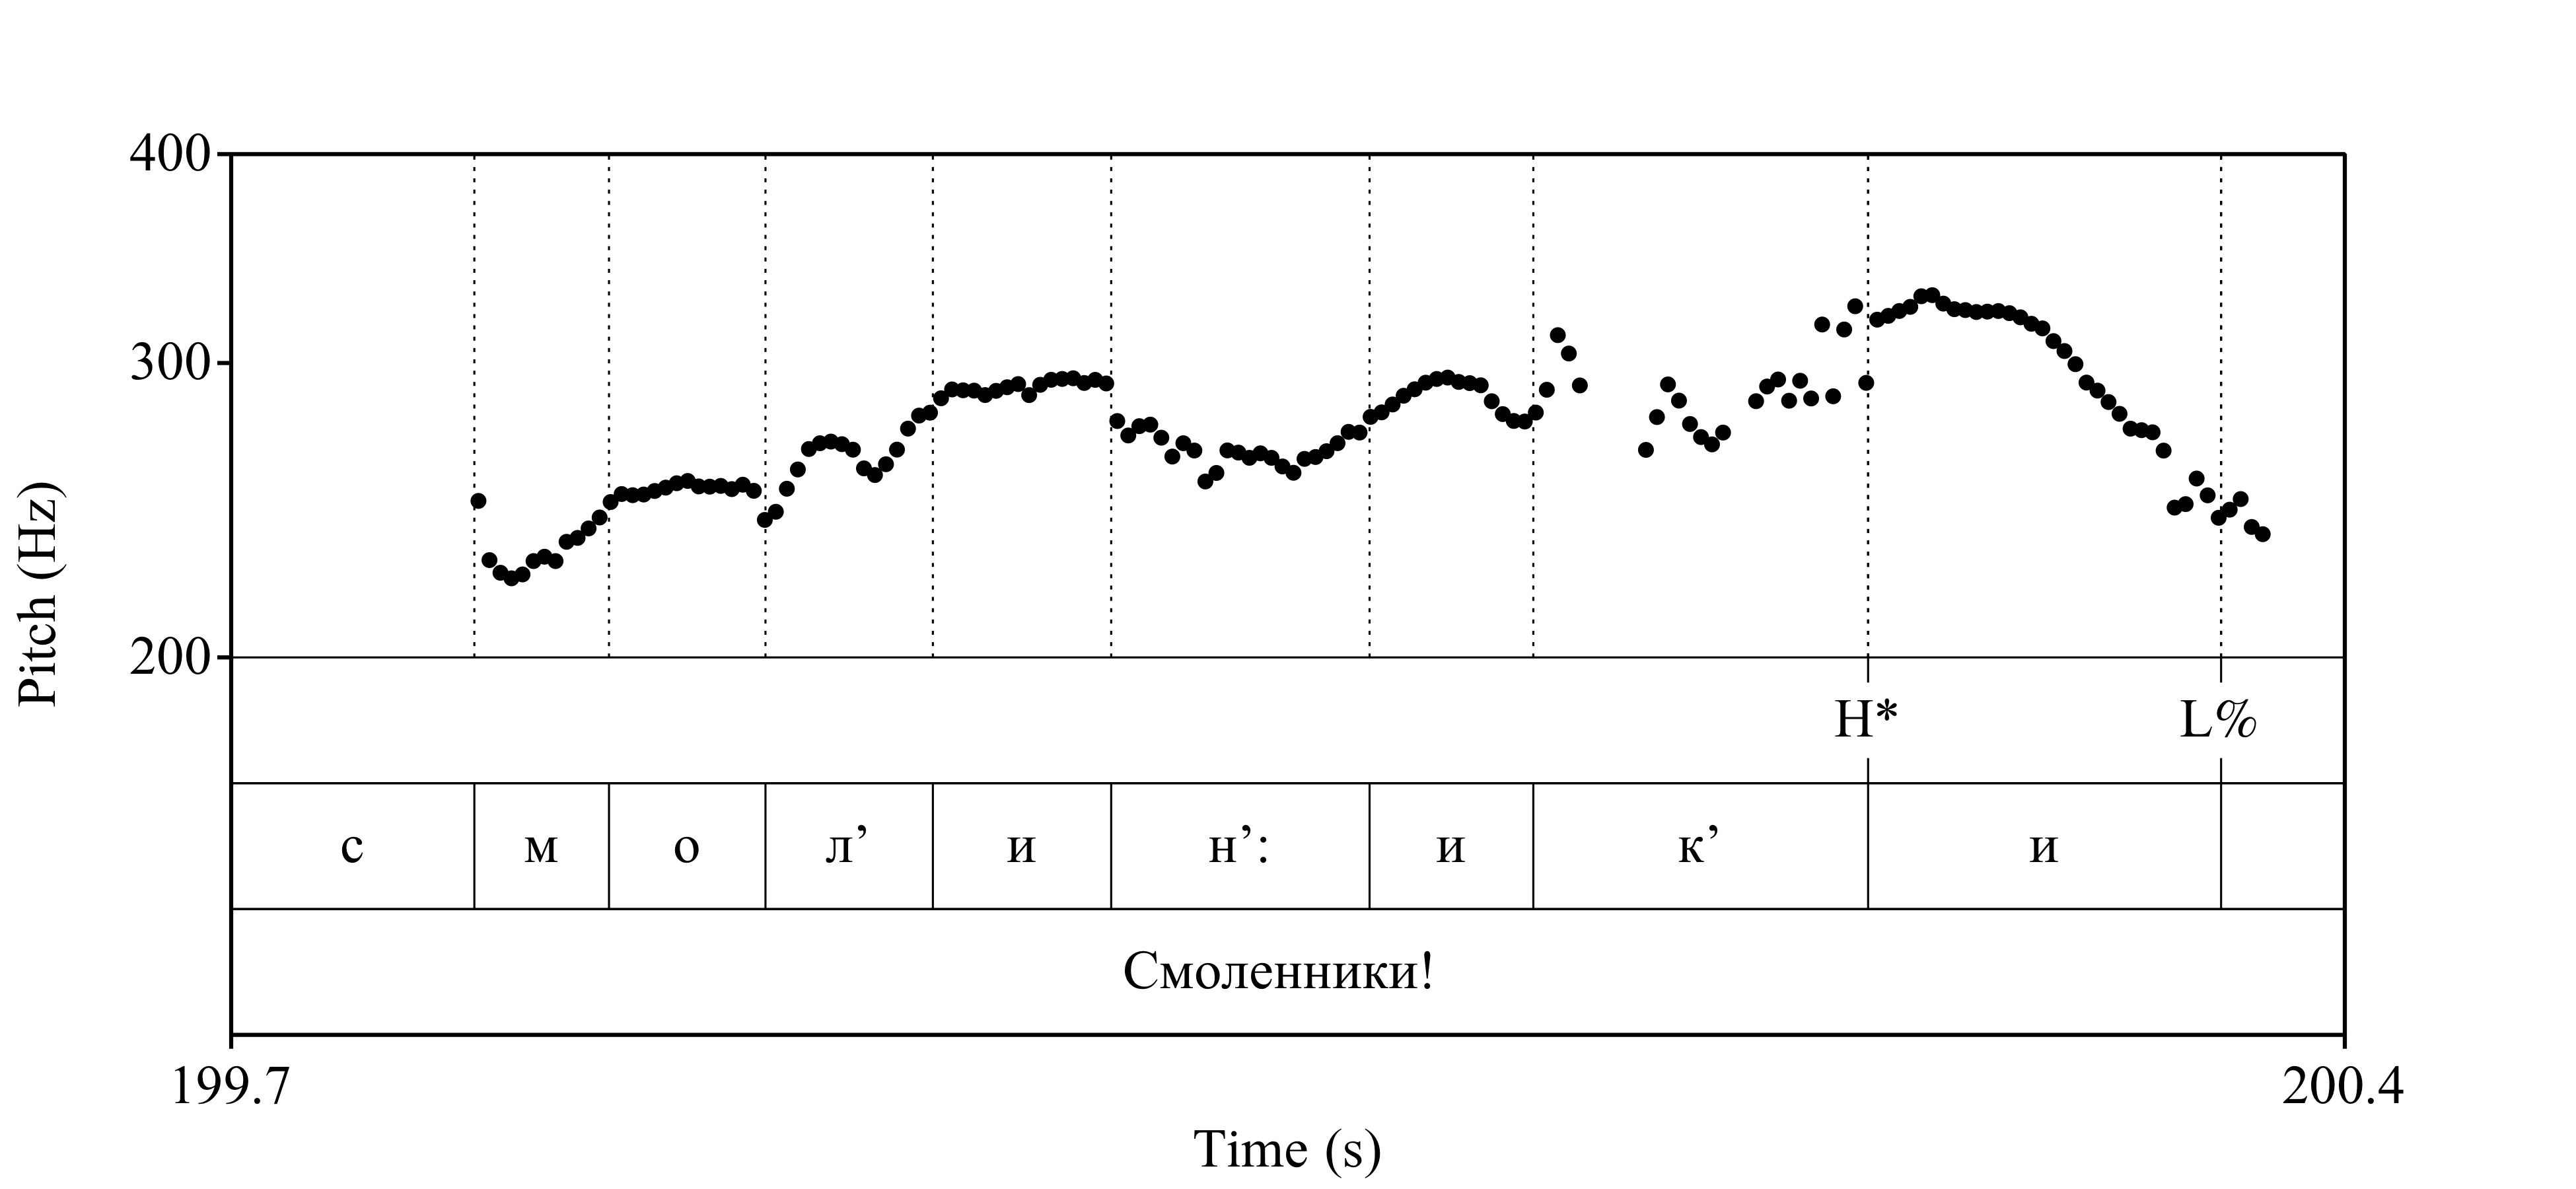 400
300
200
Pitch (Hz)
H* L%
с м о л’ и н’: и к’ и
Смоленники!
199.7 200.4
Time (s)